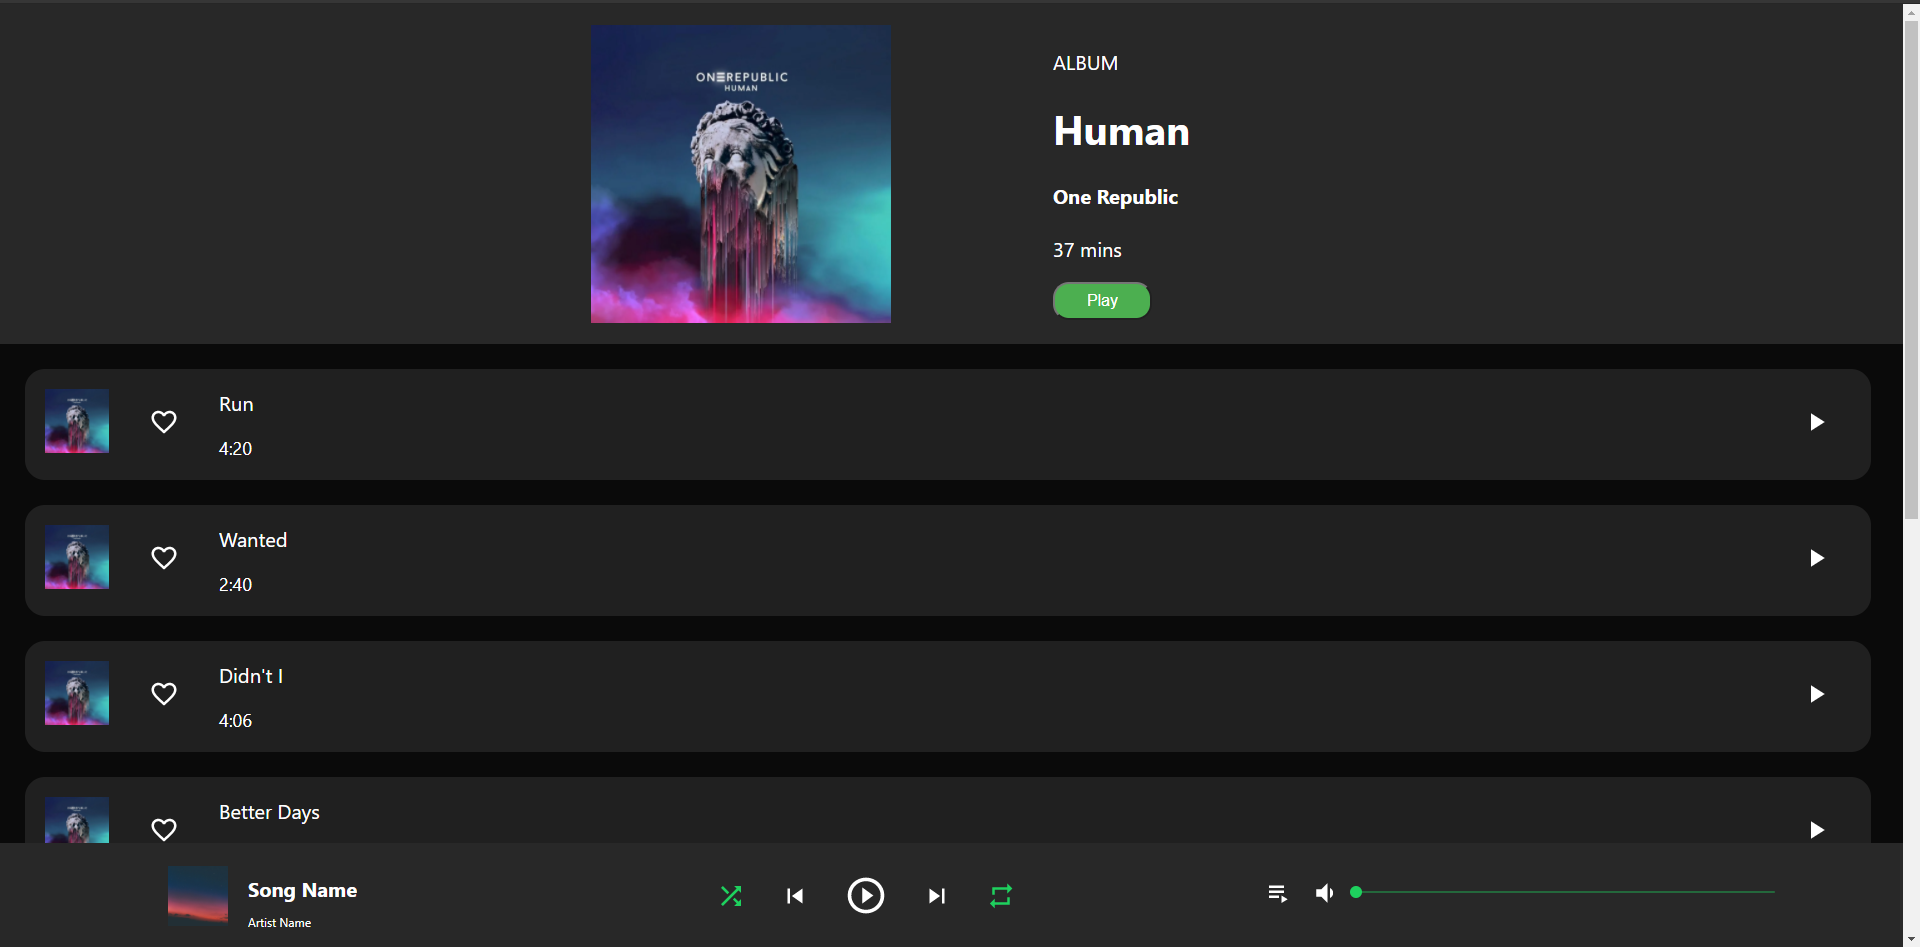 ONEREPUBLIC
HUMAN
ALBUM
Human
One Republic
37 mins
Play
Run
4:20
Wanted
2:40
Didn't I
4:06
Better Days
Song Name
Artist Name